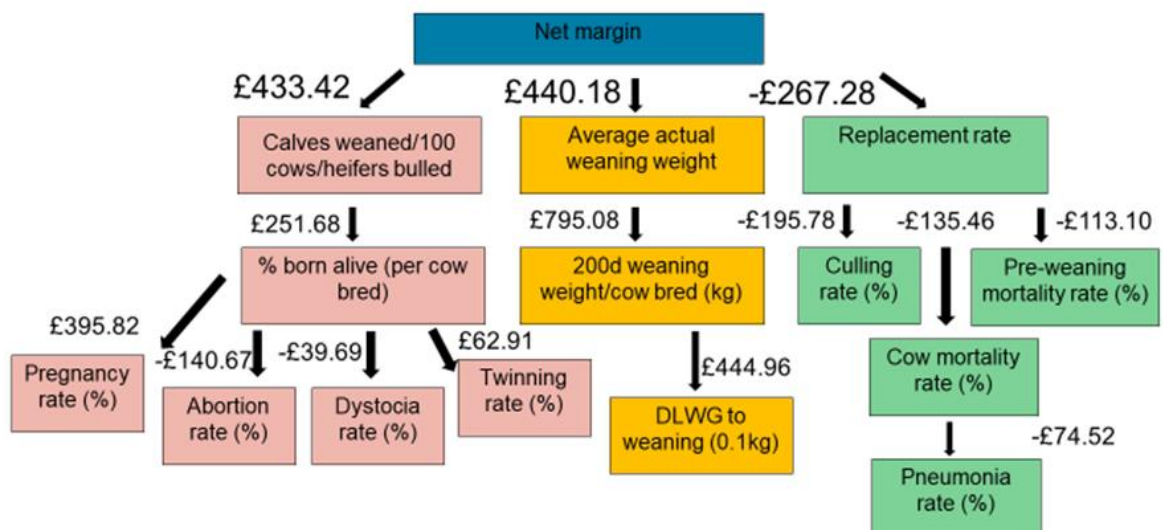 Net margin
£433.42
£440.18
-£267.28
Calves weaned/100
cows/heifers bulled
Average actual
weaning weight
Replacement rate
£251.68
£795.08
-£195.78
-£135.46
-£113.10
% born alive (per cow
bred)
200d weaning
weight/cow bred (kg)
Culling
rate (%)
Pre-weaning
mortality rate (%)
£395.82
-£140.67
-£39.69
£62.91
£444.96
Pregnancy
rate (%)
Abortion
rate (%)
Dystocia
rate (%)
Twinning
rate (%)
DLWG to
weaning (0.1kg)
Cow mortality
rate (%)
-£74.52
Pneumonia
rate (%)